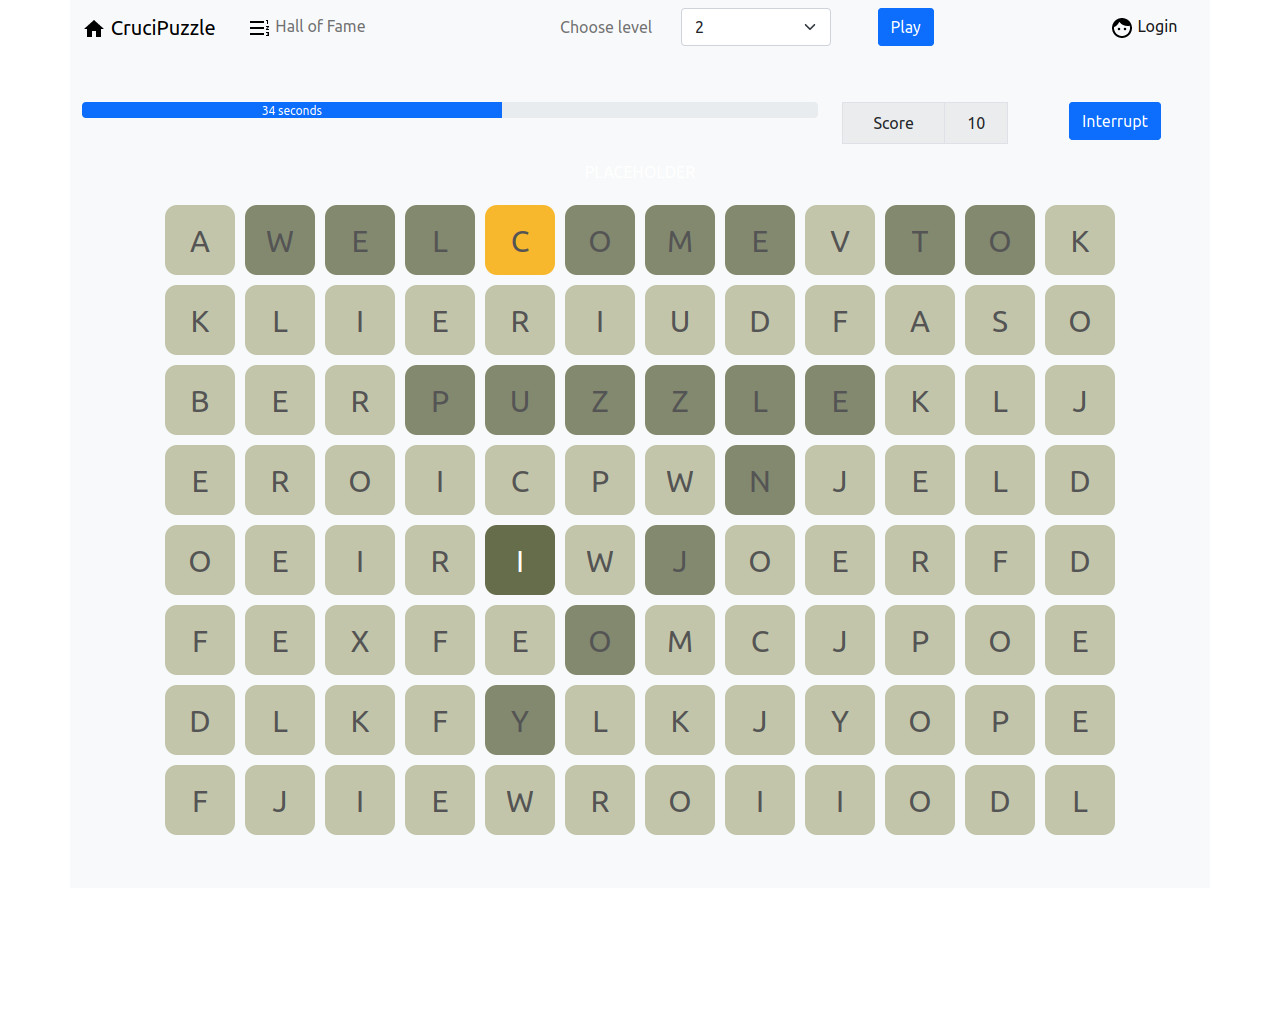 CruciPuzzle Hall of Fame Choose level 2 Play Login
34 seconds Score 10 Interrupt
PLACEHOLDER
A W E L C O M E V T O K
K L I E R I U D F A S O
B E R P U Z Z L E K L J
E R O I C P W N J E L D
O E I R I W J O E R F D
F E X F E O M C J P O E
D L K F Y L K J Y O P E
F J I E W R O I I O D L